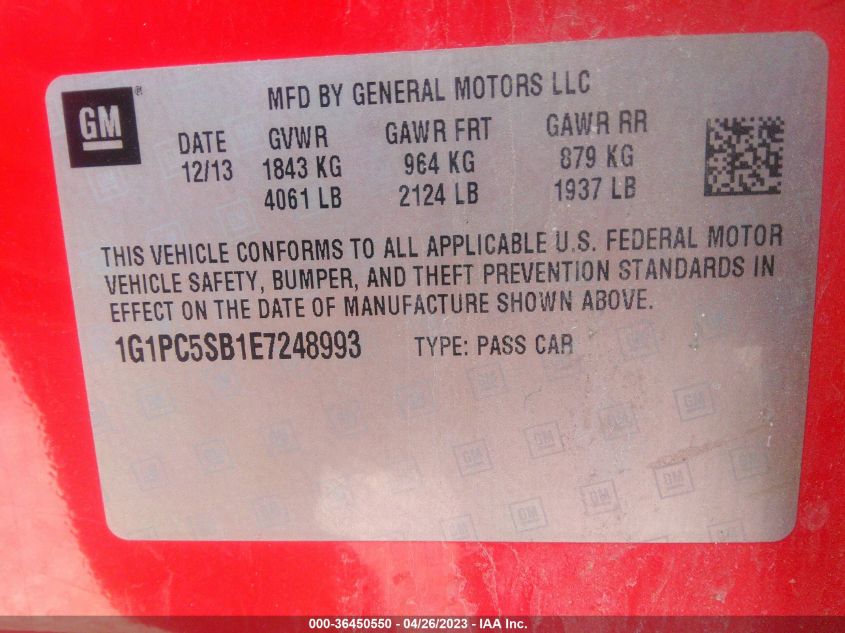 GM®
MFD BY GENERAL MOTORS LLC
DATE GVWR GAWR FRT GAWR RR
12/13 1843 KG 964 KG 879 KG
4061 LB 2124 LB 1937 LB
THIS VEHICLE CONFORMS TO ALL APPLICABLE U.S. FEDERAL MOTOR
VEHICLE SAFETY, BUMPER, AND THEFT PREVENTION STANDARDS IN
EFFECT ON THE DATE OF MANUFACTURE SHOWN ABOVE.
1G1PC5SB1E7248993 TYPE: PASS CAR
000-36450550 - 04/26/2023 - IAA Inc.